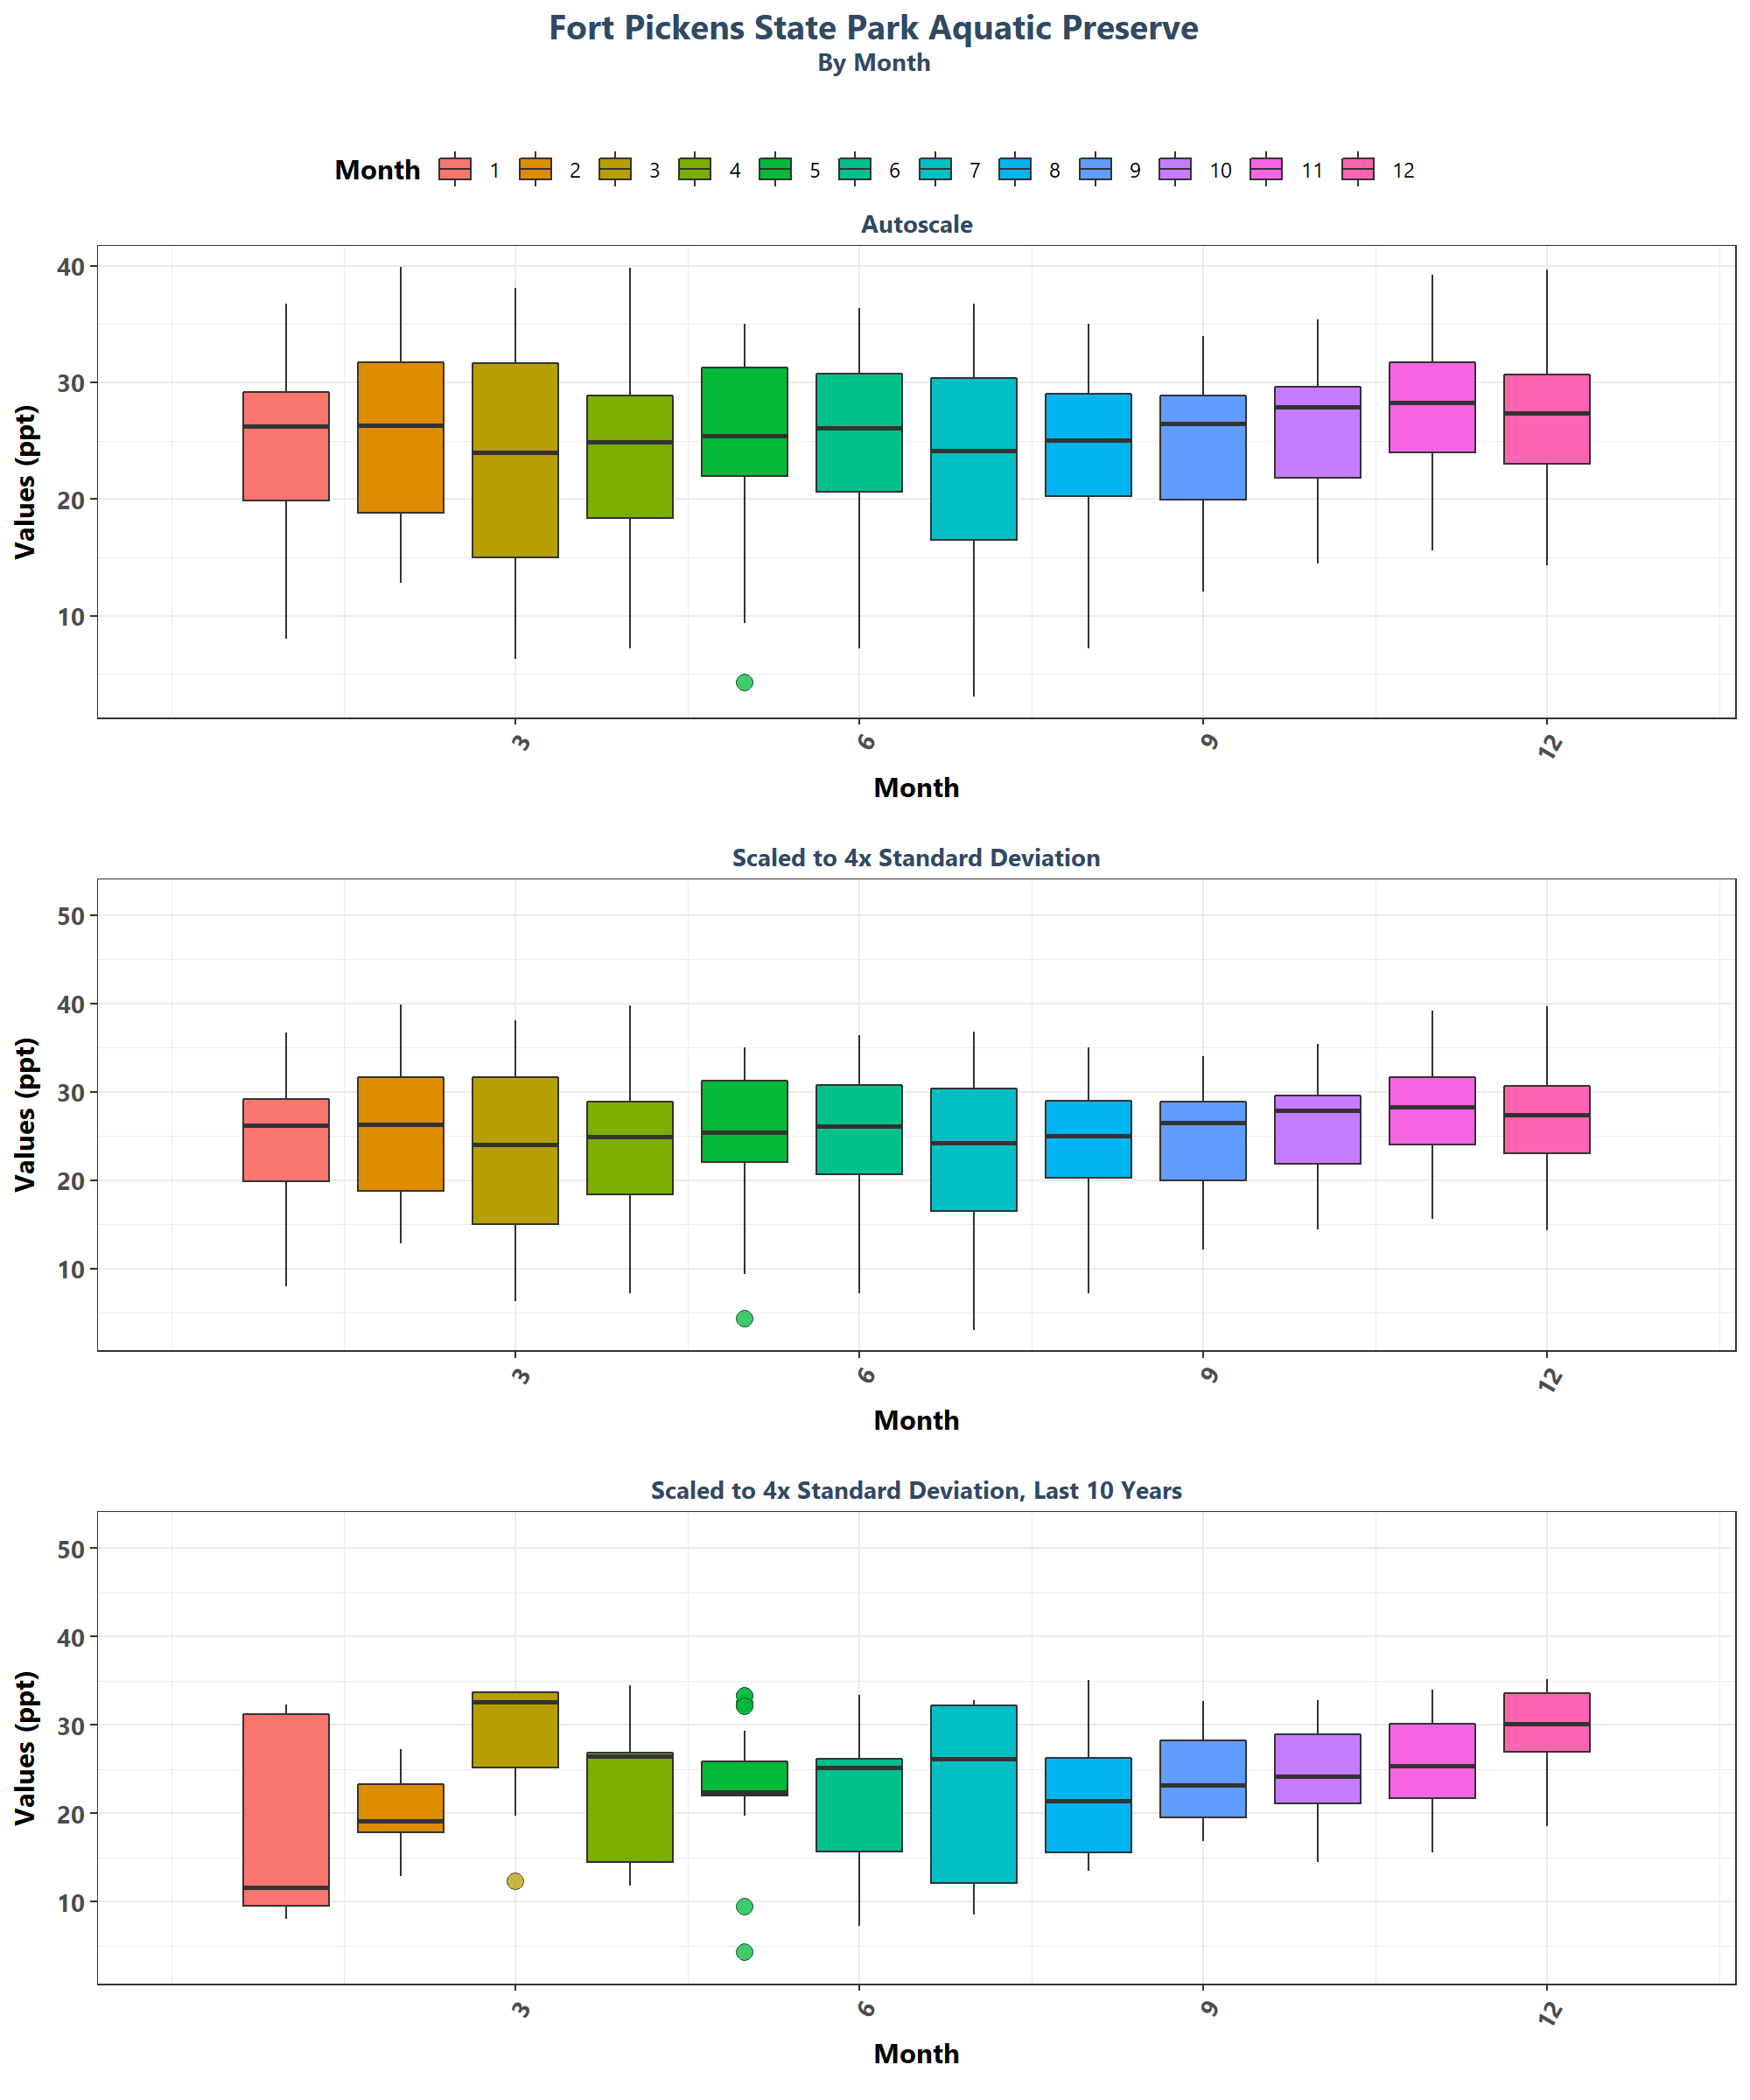 Fort Pickens State Park Aquatic Preserve
By Month
Month 1 2 3 4 5 6 7 8 9 10 11 12
Autoscale
Values (ppt)
40
30
20
10
3 6 9 12
Month
Scaled to 4x Standard Deviation
Values (ppt)
50
40
30
20
10
3 6 9 12
Month
Scaled to 4x Standard Deviation, Last 10 Years
Values (ppt)
50
40
30
20
10
3 6 9 12
Month